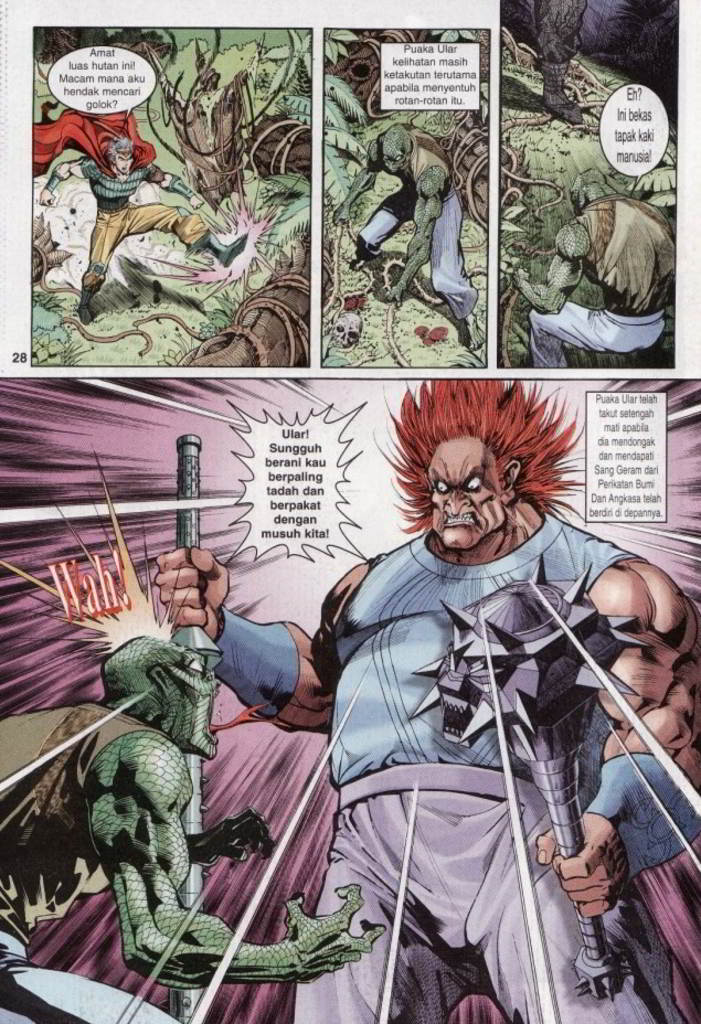 Amat
luas hutan ini!
Macam mana aku
hendak mencari
golok?
Puaka Ular
kelihatan masih
ketakutan terutama
apabila menyentuh
rotan-rotan itu.
Eh?
Ini bekas
tapak kaki
manusia!
28
Ular!
Sungguh
berani kau
berpaling
tadah dan
berpakat
dengan
musuh kita!
Puaka Ular telah
takut setengah
mati apabila
dia mendongak
dan mendapati
Sang Geram dari
Perikatan Bumi
Dan Angkasa telah
berdiri di depannya.
Wah!